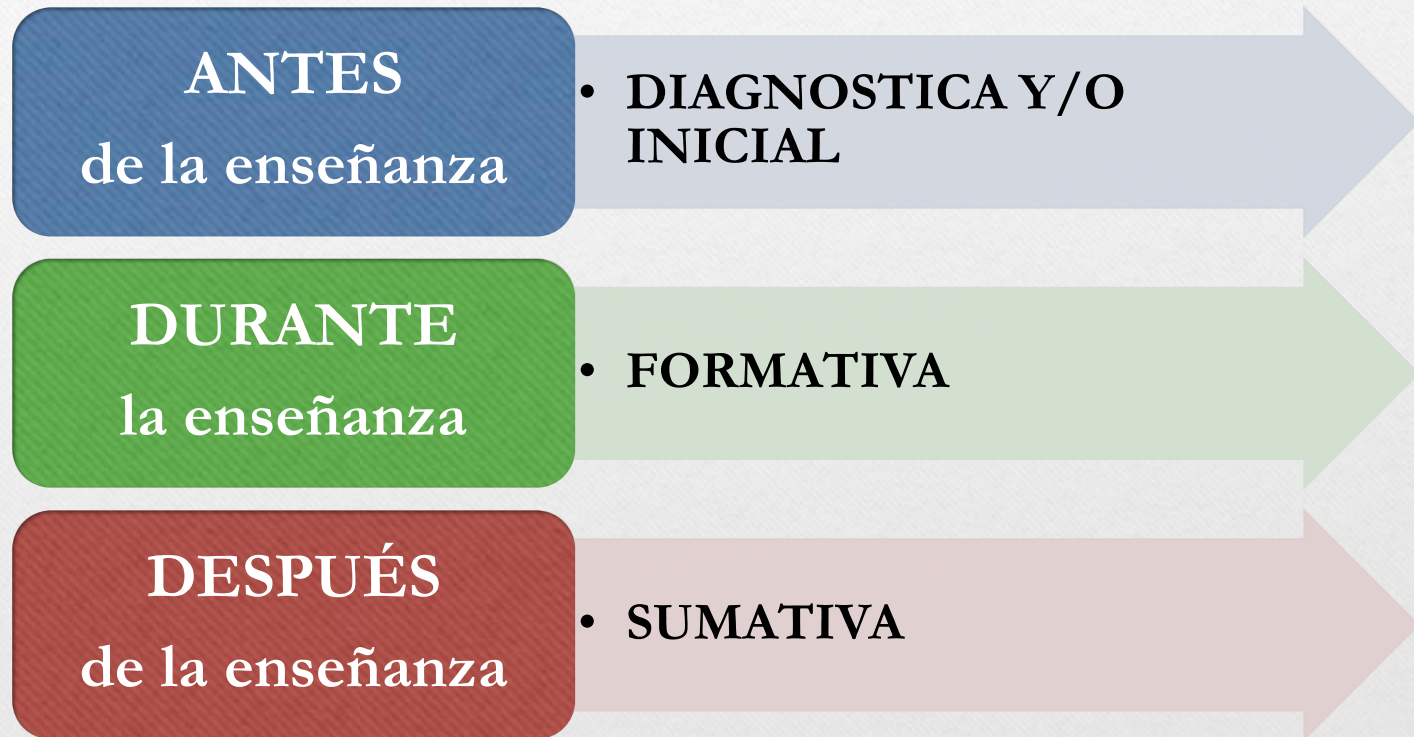 ANTES
de la enseñanza
• DIAGNOSTICA Y/O
INICIAL
DURANTE
la enseñanza
• FORMATIVA
DESPUÉS
de la enseñanza
• SUMATIVA